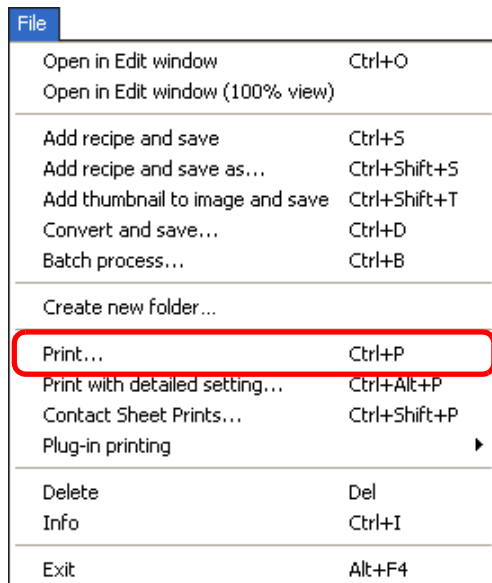 File
Open in Edit window Ctrl+O
Open in Edit window (100% view)
Add recipe and save Ctrl+S
Add recipe and save as... Ctrl+Shift+S
Add thumbnail to image and save Ctrl+Shift+T
Convert and save... Ctrl+D
Batch process... Ctrl+B
Create new folder...
Print... Ctrl+P
Print with detailed setting... Ctrl+Alt+P
Contact Sheet Prints... Ctrl+Shift+P
Plug-in printing
Delete Del
Info Ctrl+I
Exit Alt+F4